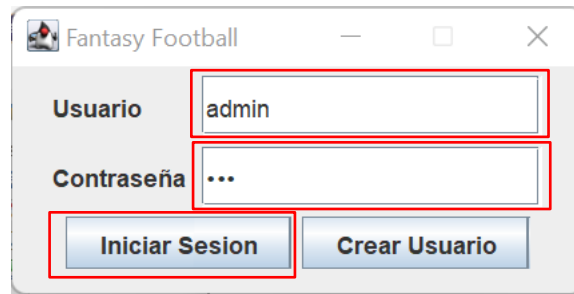 Fantasy Football
Usuario admin
Contraseña •••
Iniciar Sesion Crear Usuario